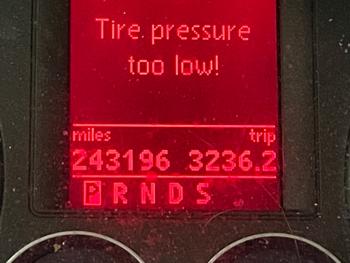 Tire pressure
too low!
miles trip
243196 3236.2
P R N D S